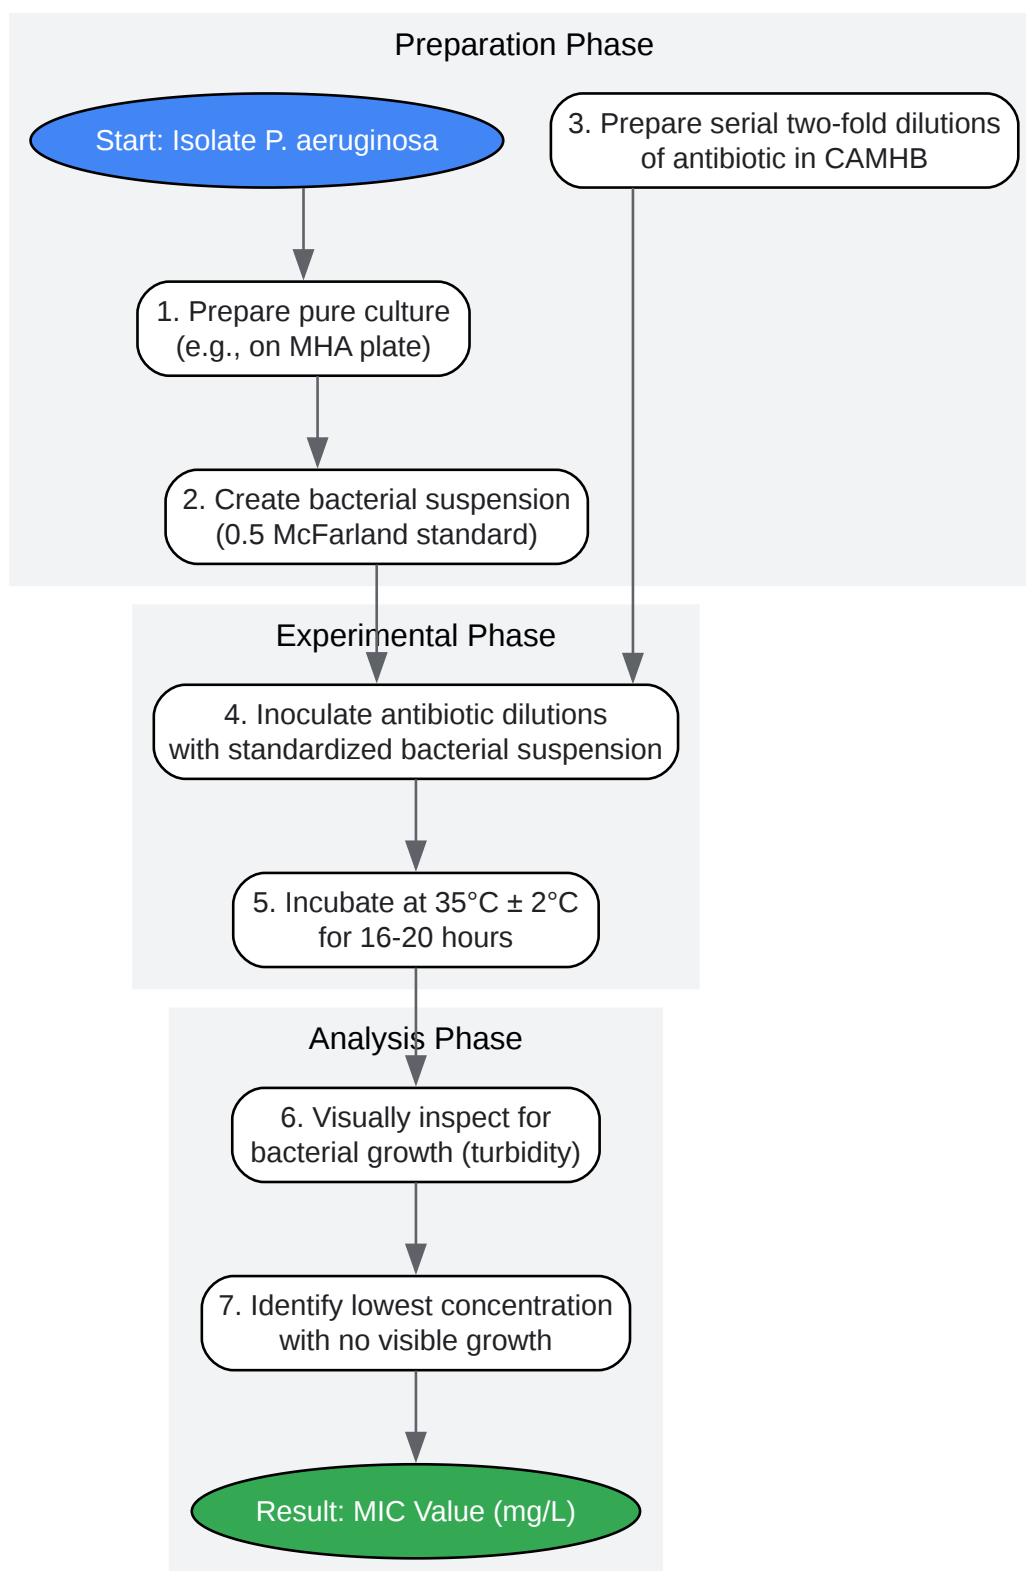 Preparation Phase
Start: Isolate P. aeruginosa
3. Prepare serial two-fold dilutions
of antibiotic in CAMHB
1. Prepare pure culture
(e.g., on MHA plate)
2. Create bacterial suspension
(0.5 McFarland standard)
Experimental Phase
4. Inoculate antibiotic dilutions
with standardized bacterial suspension
5. Incubate at 35°C ± 2°C
for 16-20 hours
Analysis Phase
6. Visually inspect for
bacterial growth (turbidity)
7. Identify lowest concentration
with no visible growth
Result: MIC Value (mg/L)